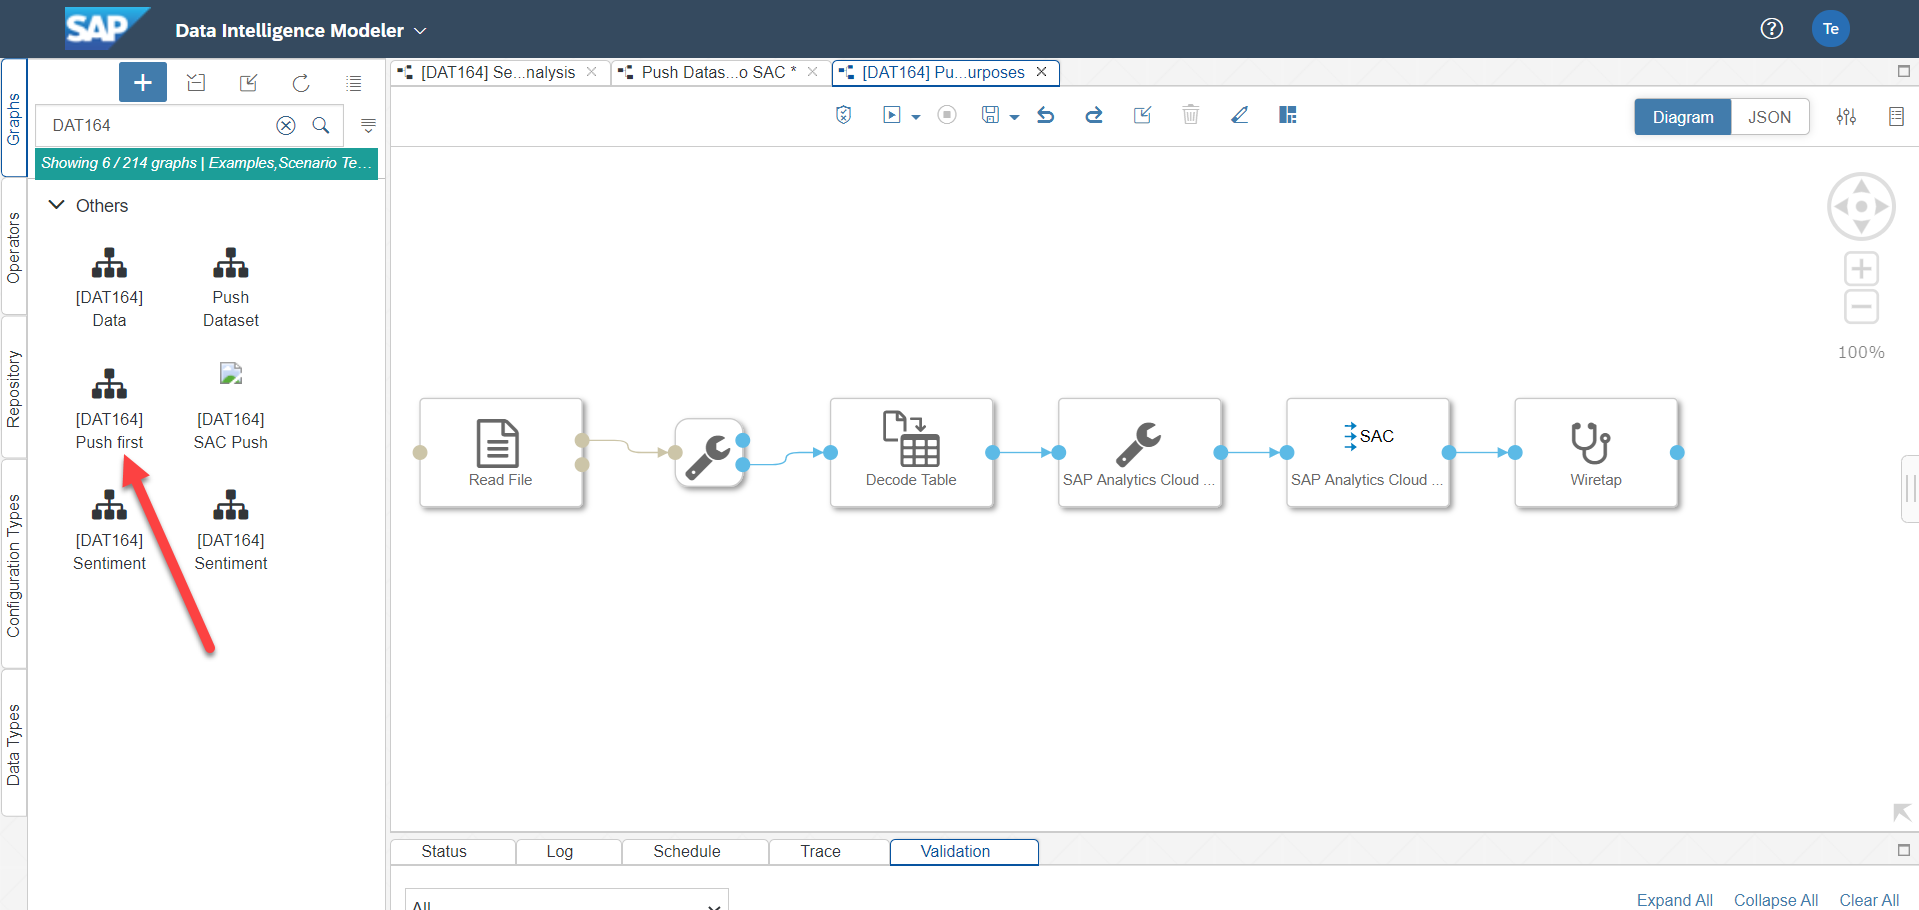 SAP
Data Intelligence Modeler
Te
Graphs
Operators
Repository
Configuration Types
Data Types
DAT164
Showing 6 / 214 graphs | Examples,Scenario Te...
Others
[DAT164]
Data
Push
Dataset
[DAT164]
Push first
[DAT164]
SAC Push
[DAT164]
Sentiment
[DAT164]
Sentiment
[DAT164] Se...nalysis
Push Datas...o SAC *
[DAT164] Pu...urposes
Diagram
JSON
100%
Read File
Decode Table
SAP Analytics Cloud ...
SAC
SAP Analytics Cloud ...
Wiretap
Status
Log
Schedule
Trace
Validation
All
Expand All
Collapse All
Clear All